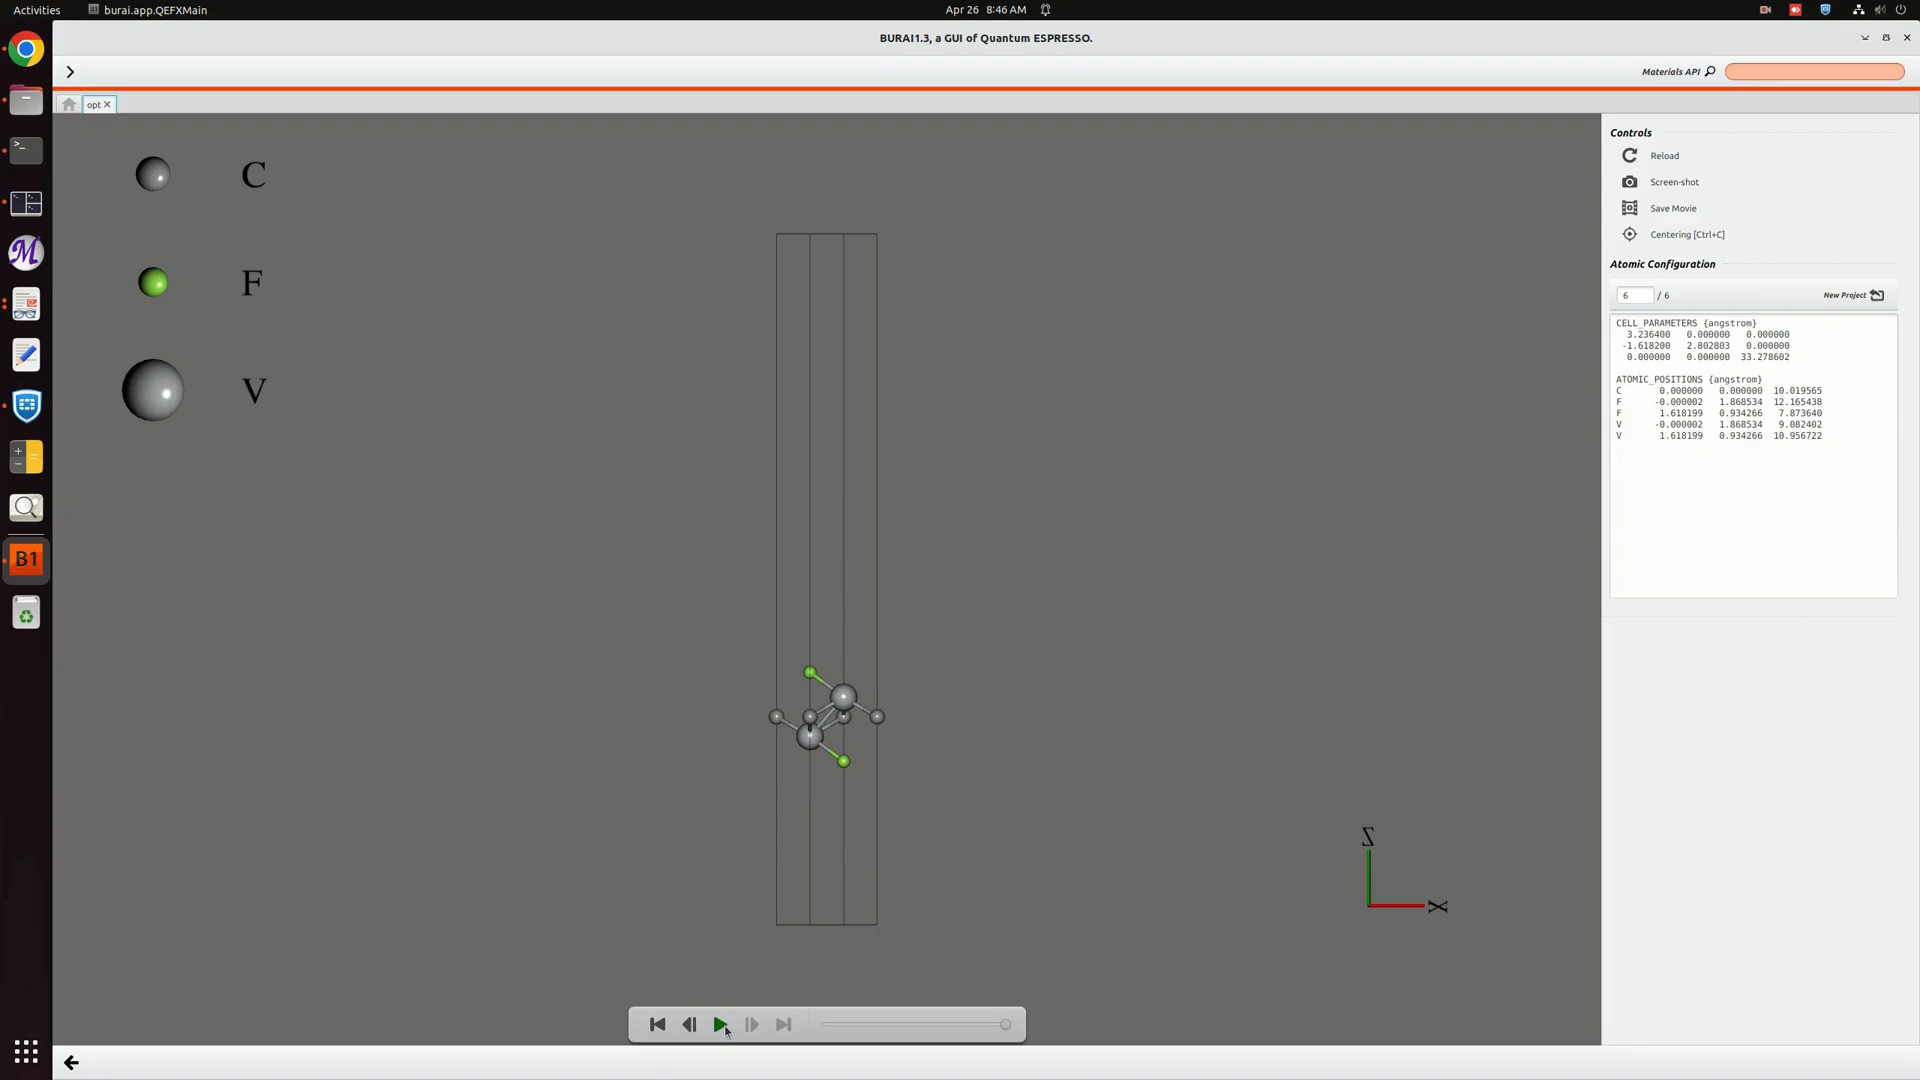 Activities
burai.app.QEFXMain
Apr 26 8:46 AM
BURAI1.3, a GUI of Quantum ESPRESSO.
Materials API
opt
C
F
V
Controls
Reload
Screen-shot
Save Movie
Centering [Ctrl+C]
Atomic Configuration
6 / 6
New Project
CELL_PARAMETERS {angstrom}
3.236400 0.000000 0.000000
-1.618200 2.802803 0.000000
0.000000 0.000000 33.278602
ATOMIC_POSITIONS {angstrom}
C 0.000000 0.000000 10.019565
F -0.000002 1.868534 12.165438
F 1.618199 0.934266 7.873640
V -0.000002 1.868534 9.082402
V 1.618199 0.934266 10.956722
M
B1
Z
X